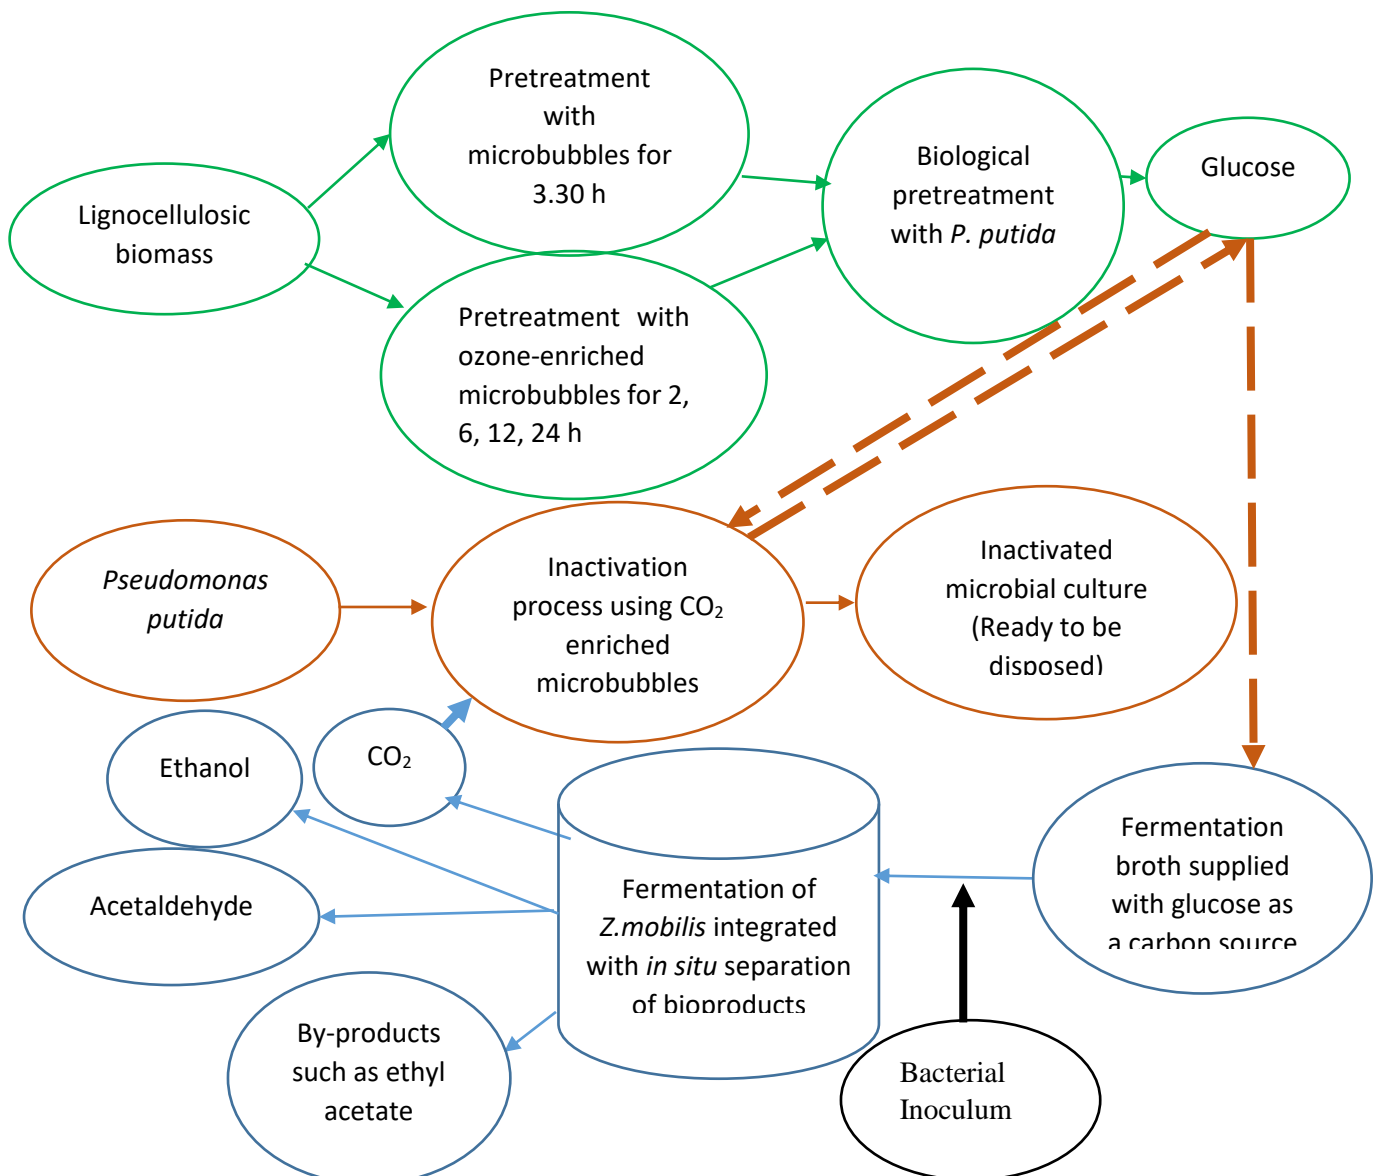 Pretreatment
with
microbubbles for
3.30 h
Biological
pretreatment
with P. putida
Glucose
Lignocellulosic
biomass
Pretreatment with
ozone-enriched
microbubbles for 2,
6, 12, 24 h
Pseudomonas
putida
Inactivation
process using CO₂
enriched
microbubbles
Inactivated
microbial culture
(Ready to be
disposed)
Ethanol
CO₂
Acetaldehyde
Fermentation of
Z.mobilis integrated
with in situ separation
of bioproducts
Fermentation
broth supplied
with glucose as
a carbon source
By-products
such as ethyl
acetate
Bacterial
Inoculum